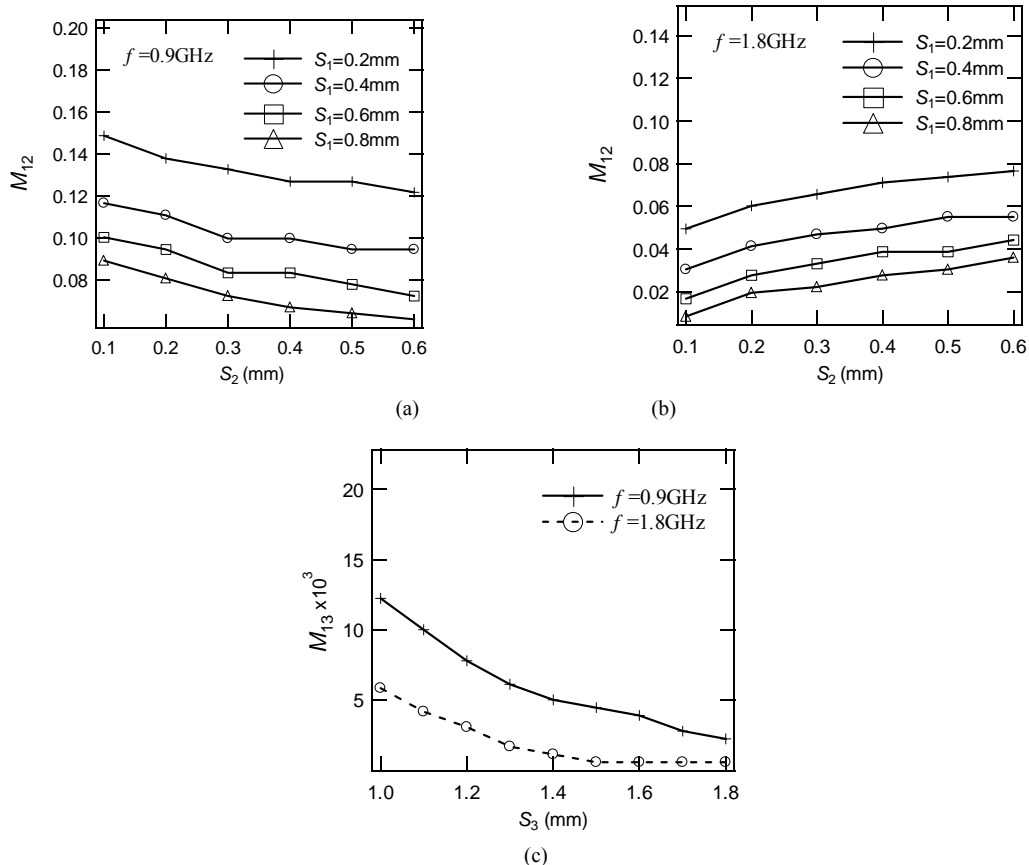 0.20
0.18
0.16
0.14
0.12
0.10
0.08
M12
f =0.9GHz
S1=0.2mm
S1=0.4mm
S1=0.6mm
S1=0.8mm
0.1 0.2 0.3 0.4 0.5 0.6
S2 (mm)
(a)
0.14
0.12
0.10
0.08
0.06
0.04
0.02
M12
f =1.8GHz
S1=0.2mm
S1=0.4mm
S1=0.6mm
S1=0.8mm
0.1 0.2 0.3 0.4 0.5 0.6
S2 (mm)
(b)
20
15
10
5
M13 x10³
f =0.9GHz
f =1.8GHz
1.0 1.2 1.4 1.6 1.8
S3 (mm)
(c)